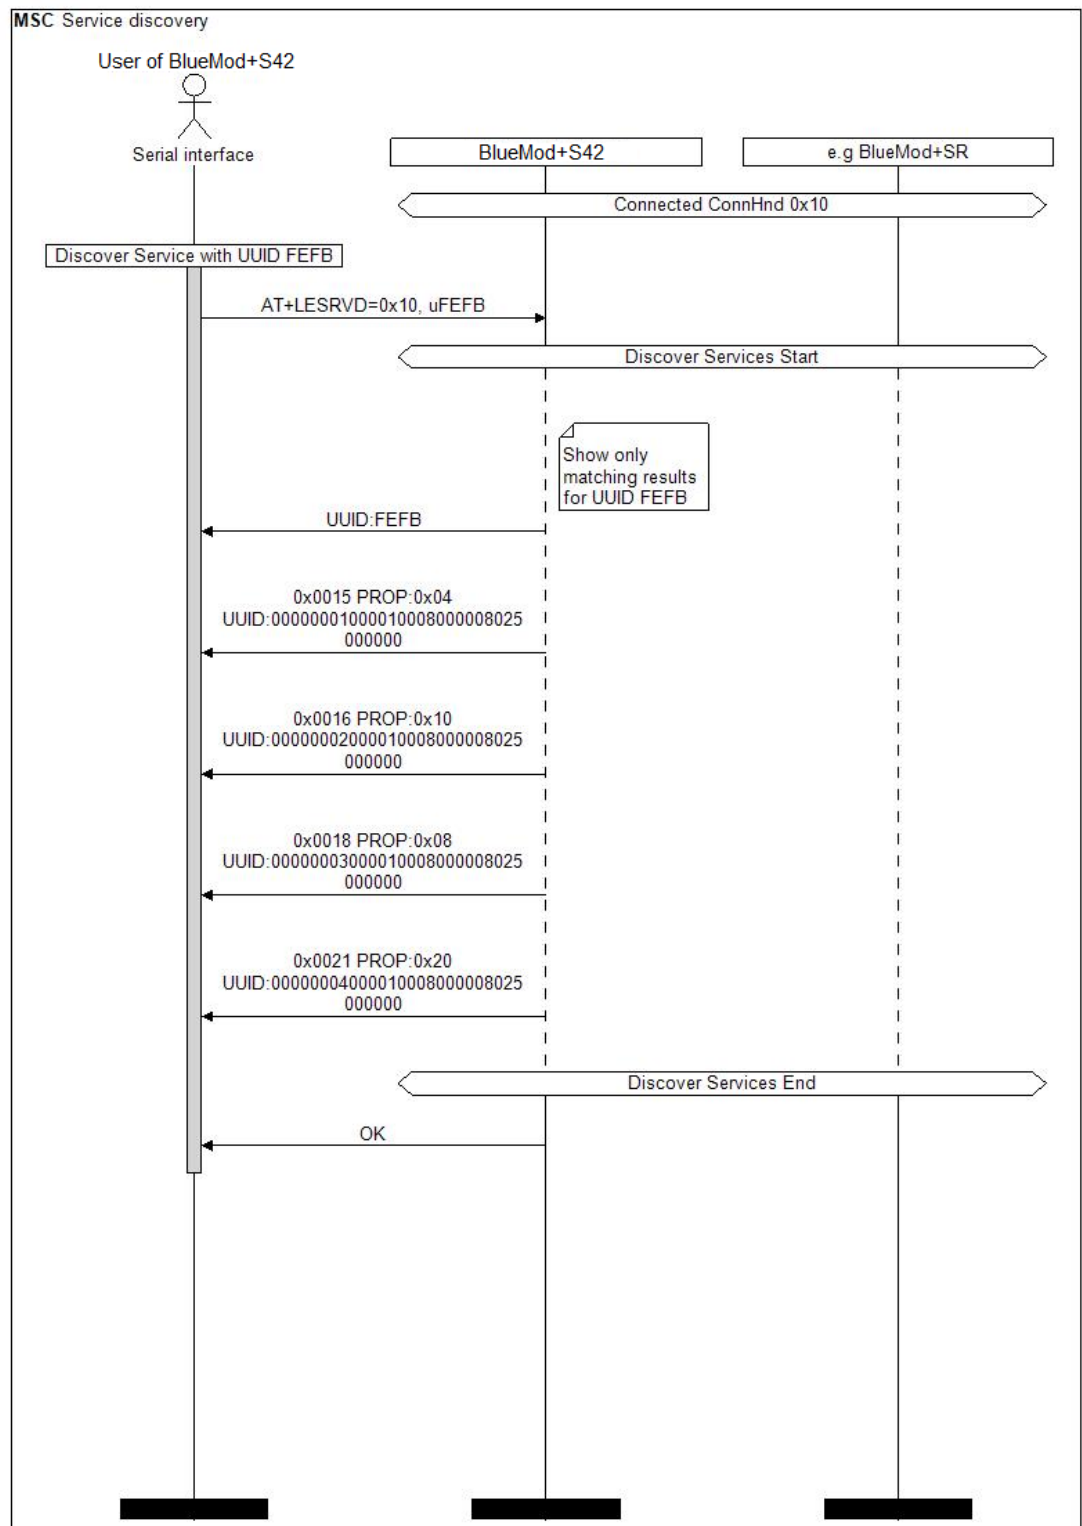 MSC Service discovery
User of BlueMod+S42
Serial interface
BlueMod+S42
e.g BlueMod+SR
Connected ConnHnd 0x10
Discover Service with UUID FEFB
AT+LESRVD=0x10, uFEFB
Discover Services Start
Show only
matching results
for UUID FEFB
UUID:FEFB
0x0015 PROP:0x04
UUID:00000001000010008000008025
000000
0x0016 PROP:0x10
UUID:00000002000010008000008025
000000
0x0018 PROP:0x08
UUID:00000003000010008000008025
000000
0x0021 PROP:0x20
UUID:00000004000010008000008025
000000
Discover Services End
OK